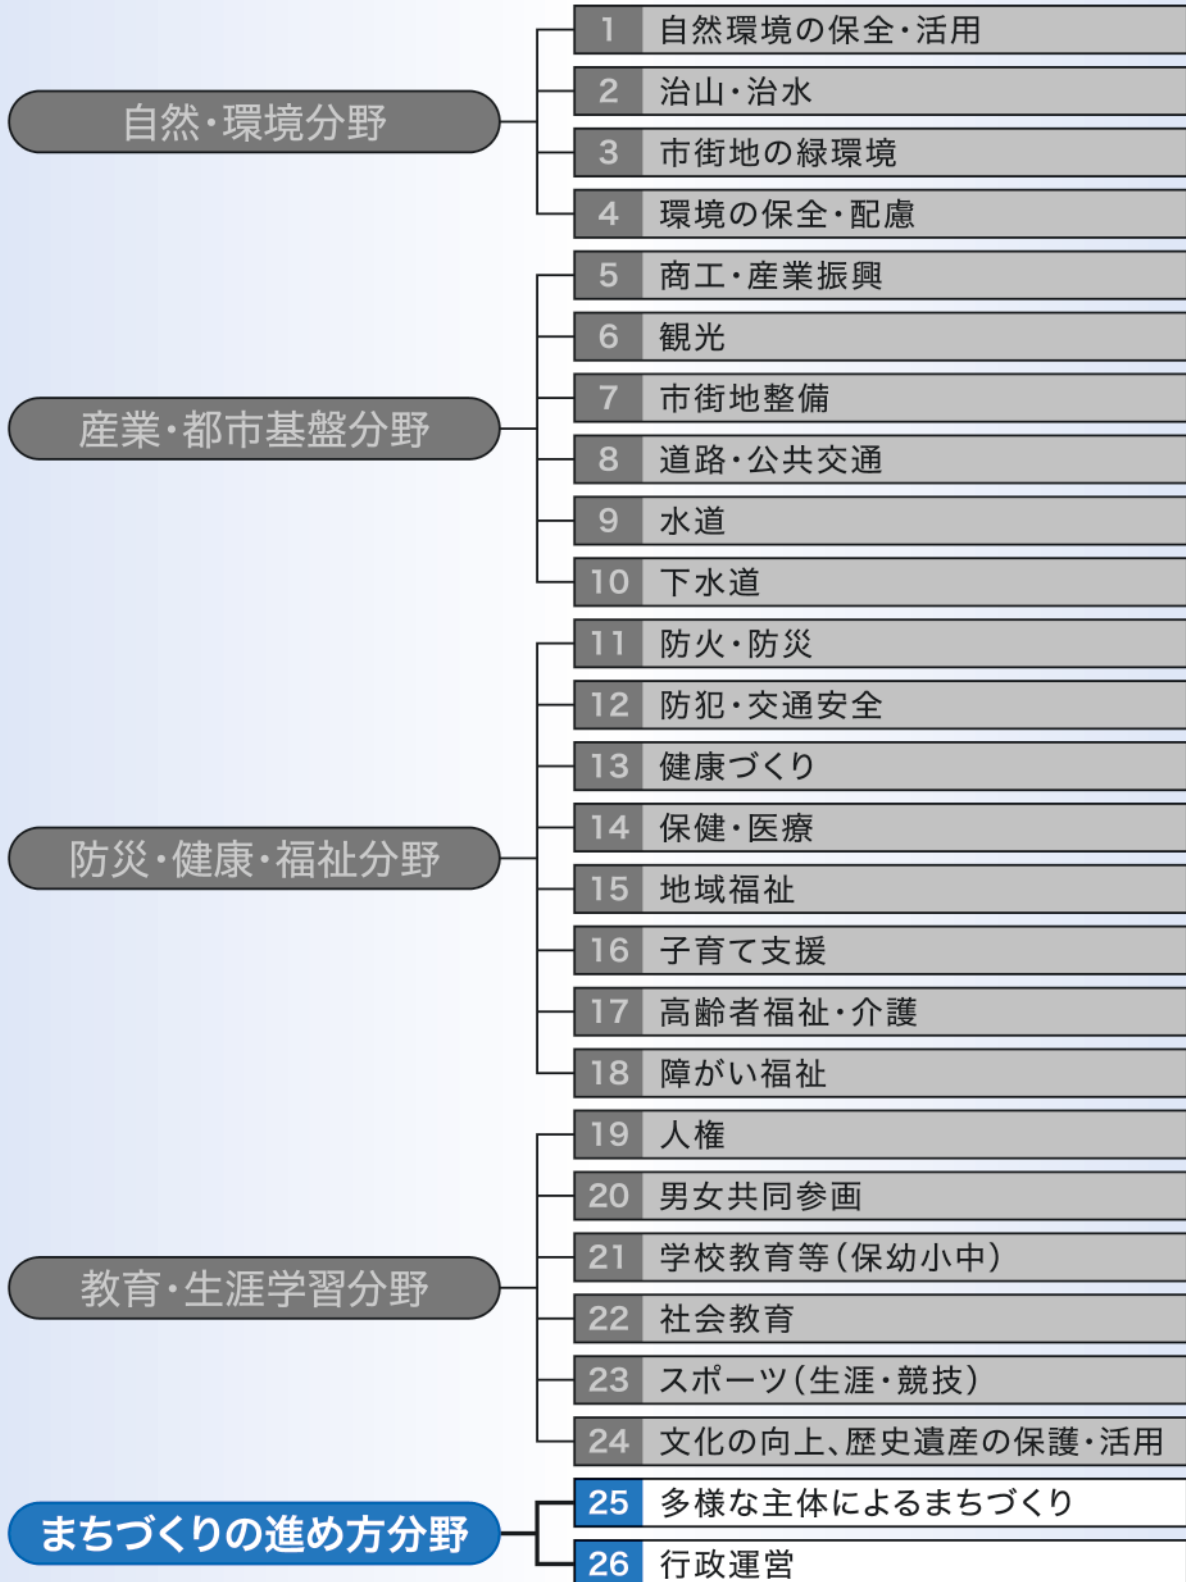 自然・環境分野
1 自然環境の保全・活用
2 治山・治水
3 市街地の緑環境
4 環境の保全・配慮
産業・都市基盤分野
5 商工・産業振興
6 観光
7 市街地整備
8 道路・公共交通
9 水道
10 下水道
防災・健康・福祉分野
11 防火・防災
12 防犯・交通安全
13 健康づくり
14 保健・医療
15 地域福祉
16 子育て支援
17 高齢者福祉・介護
18 障がい福祉
教育・生涯学習分野
19 人権
20 男女共同参画
21 学校教育等(保幼小中)
22 社会教育
23 スポーツ(生涯・競技)
24 文化の向上、歴史遺産の保護・活用
まちづくりの進め方分野
25 多様な主体によるまちづくり
26 行政運営